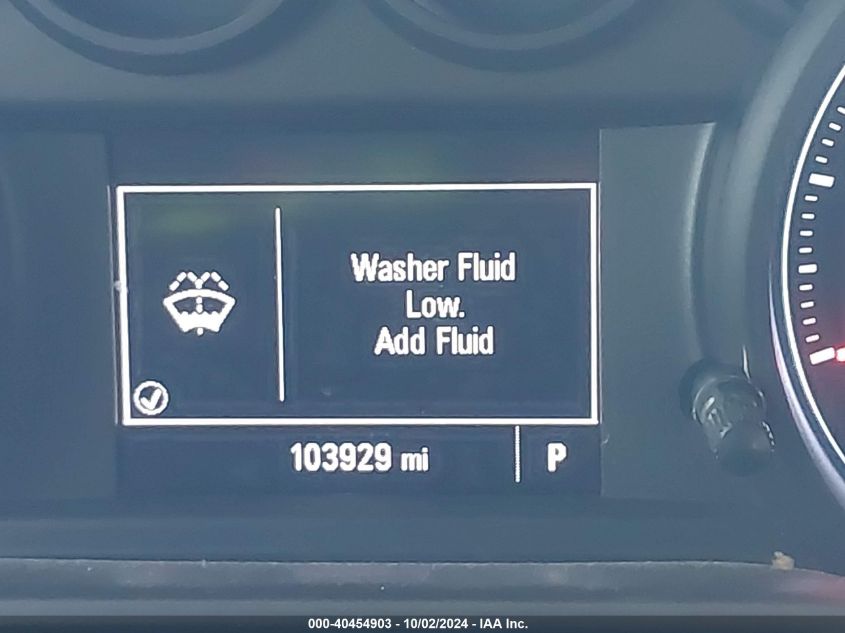 Washer Fluid
Low.
Add Fluid
103929 mi P
000-40454903 - 10/02/2024 - IAA Inc.